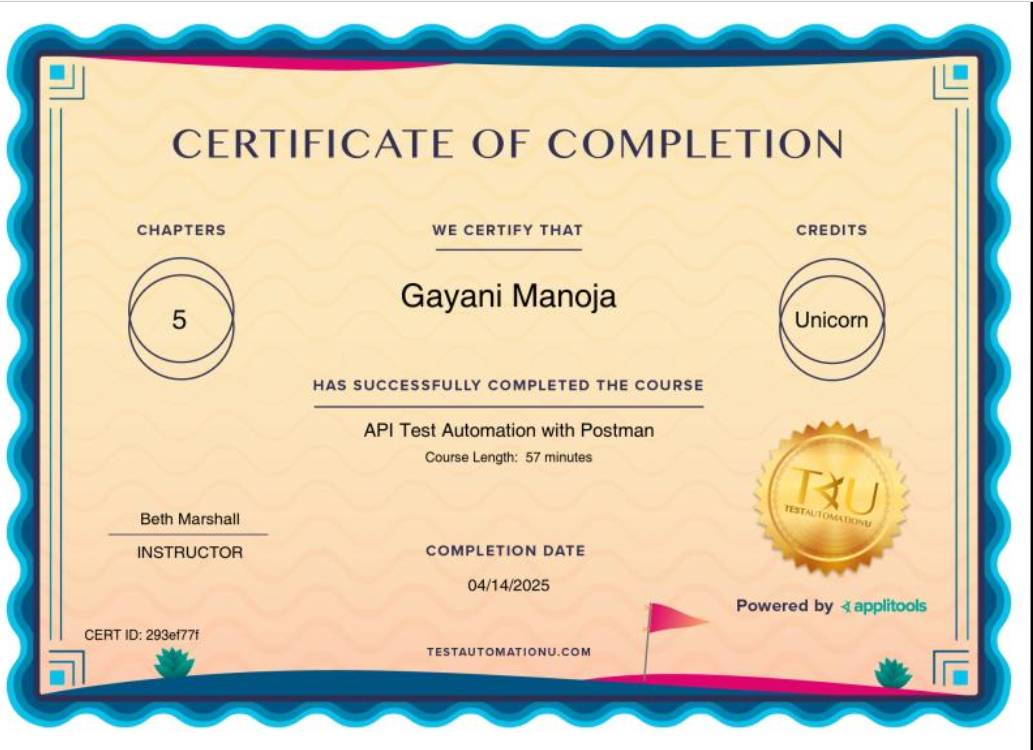 CERTIFICATE OF COMPLETION
CHAPTERS
5
WE CERTIFY THAT
Gayani Manoja
CREDITS
Unicorn
HAS SUCCESSFULLY COMPLETED THE COURSE
API Test Automation with Postman
Course Length: 57 minutes
TAU
TESTAUTOMATIONU
Beth Marshall
INSTRUCTOR
COMPLETION DATE
04/14/2025
Powered by applitools
CERT ID: 293ef77f
TESTAUTOMATIONU.COM